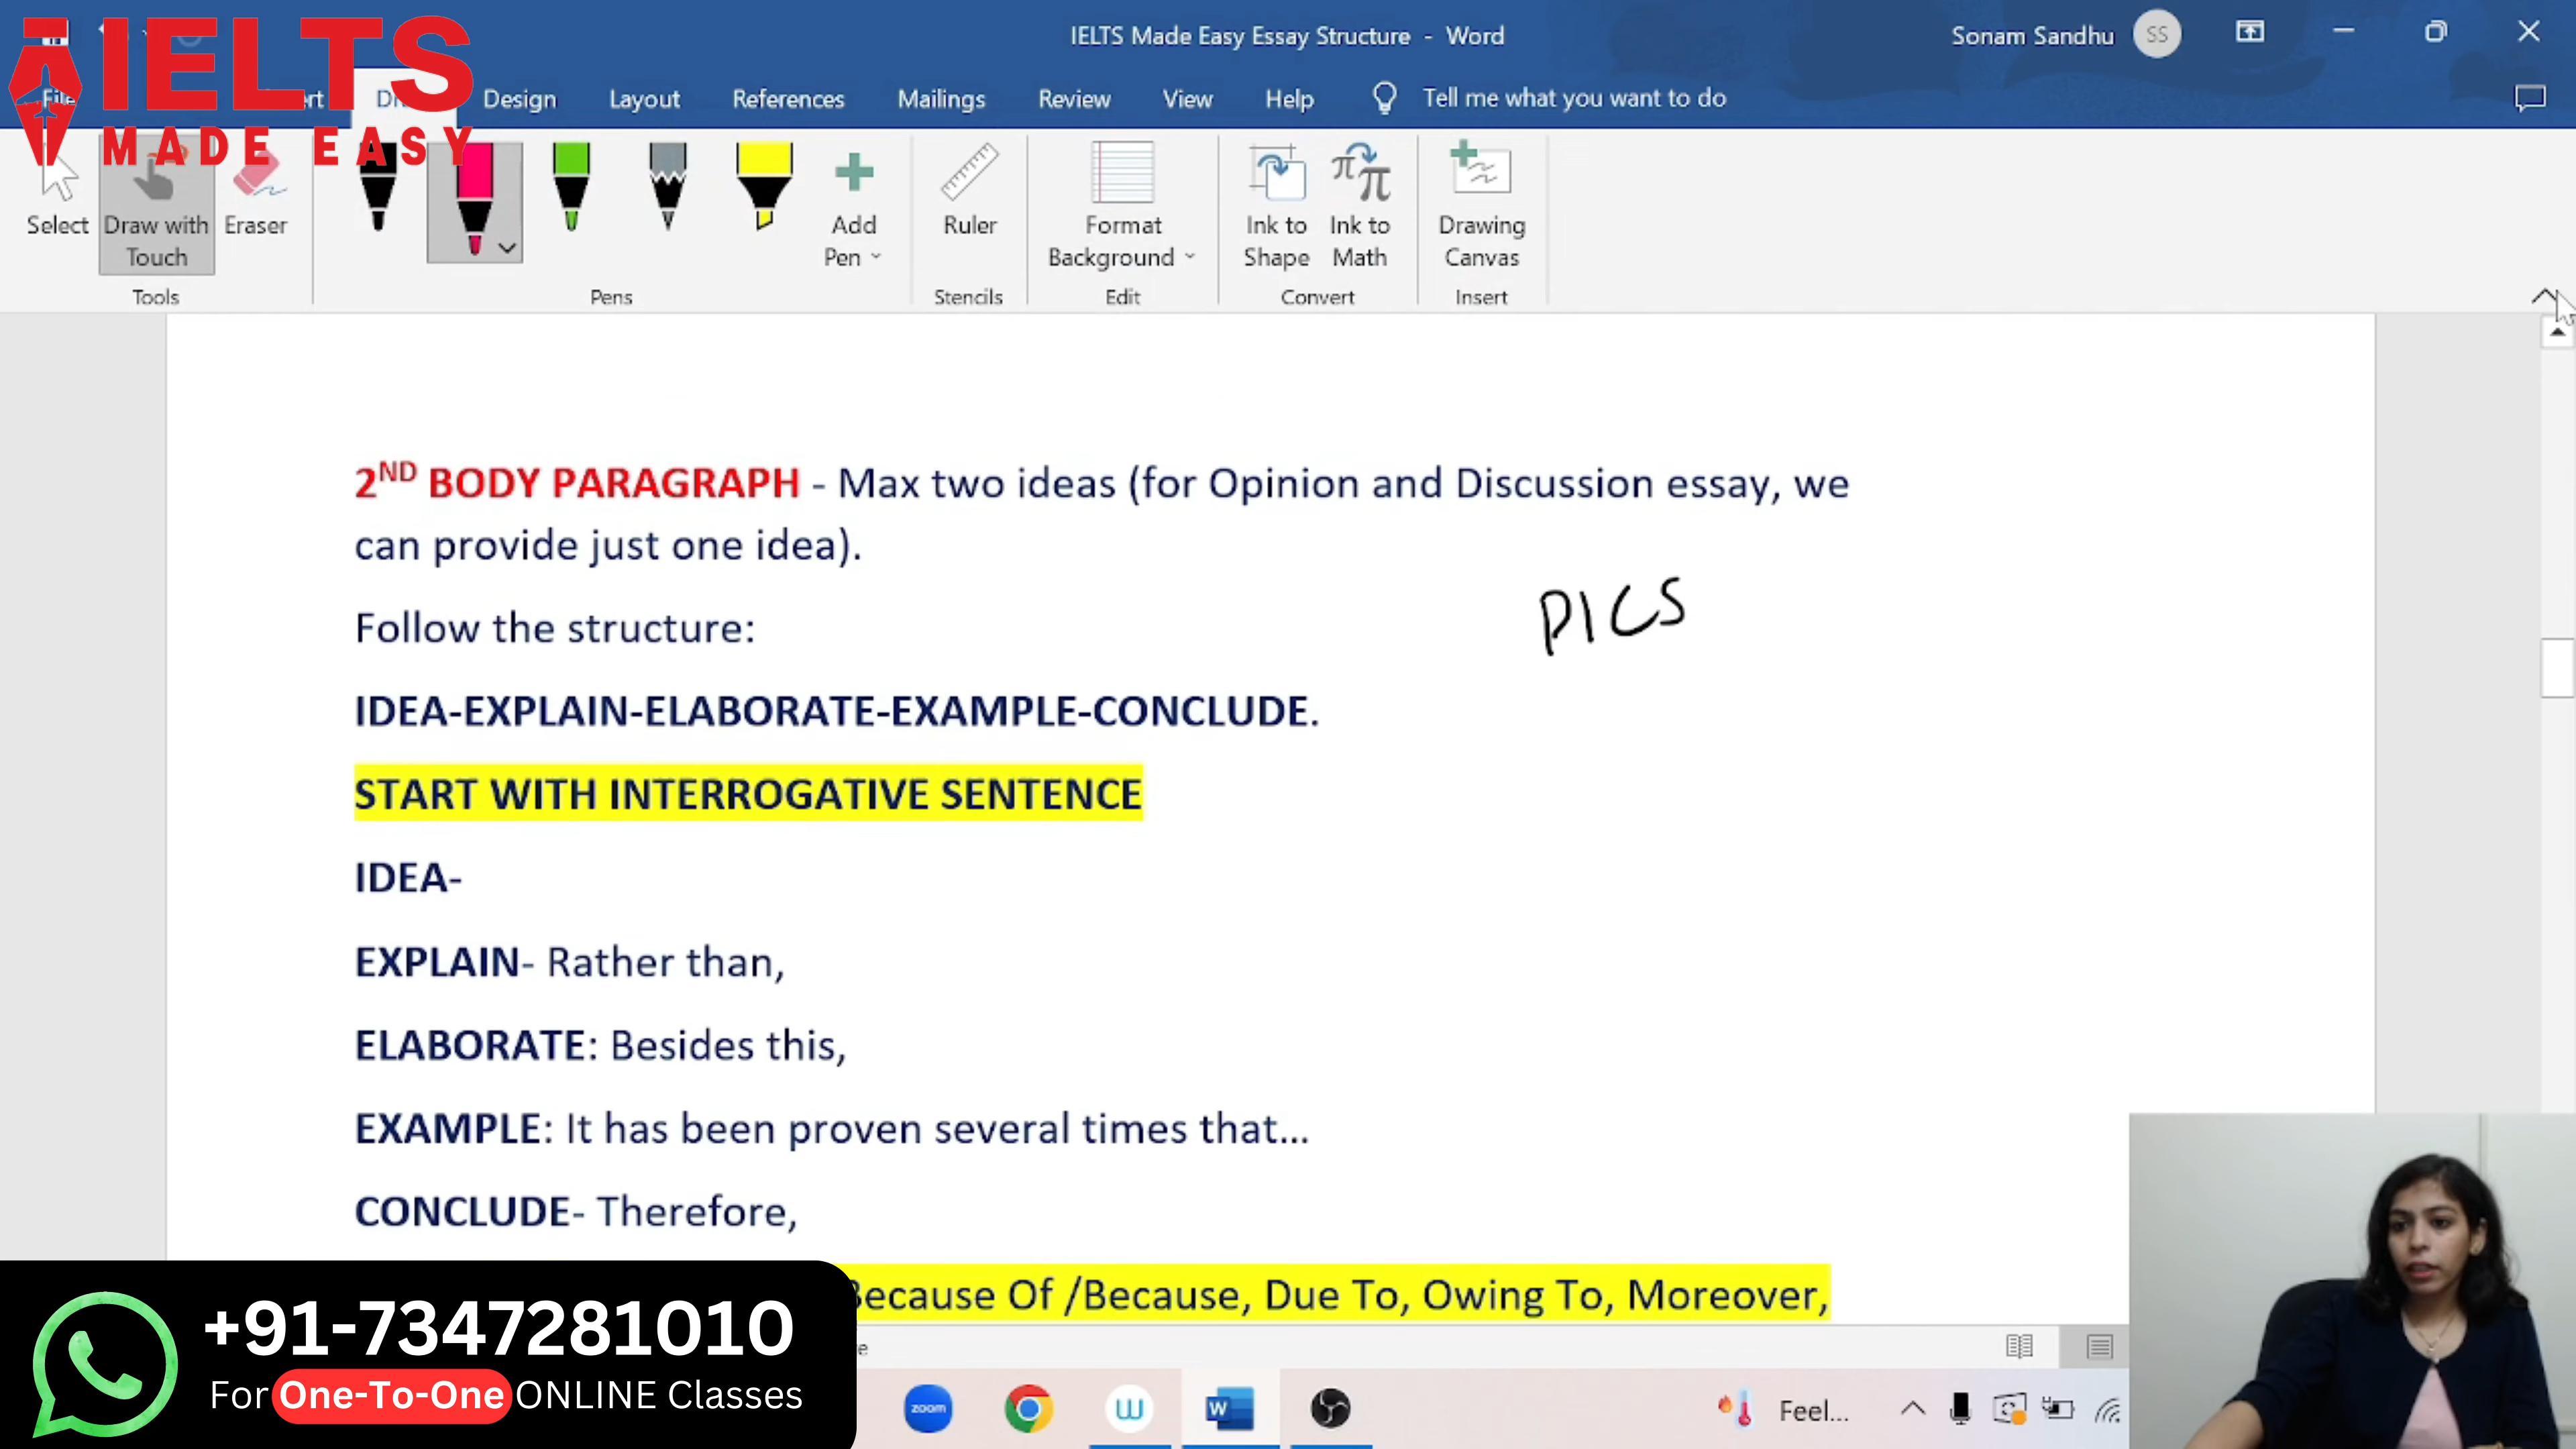 IELTS
MADE EASY
IELTS Made Easy Essay Structure - Word
Sonam Sandhu SS
Design Layout References Mailings Review View Help Tell me what you want to do
Select
Draw with Touch
Eraser
Add Pen
Ruler
Format Background
Ink to Shape
Ink to Math
Drawing Canvas
Tools Pens Stencils Edit Convert Insert
2ND BODY PARAGRAPH - Max two ideas (for Opinion and Discussion essay, we
can provide just one idea).
PICS
Follow the structure:
IDEA-EXPLAIN-ELABORATE-EXAMPLE-CONCLUDE.
START WITH INTERROGATIVE SENTENCE
IDEA-
EXPLAIN- Rather than,
ELABORATE: Besides this,
EXAMPLE: It has been proven several times that...
CONCLUDE- Therefore,
Because Of /Because, Due To, Owing To, Moreover,
+91-7347281010
For One-To-One ONLINE Classes
zoom
W
Feel...